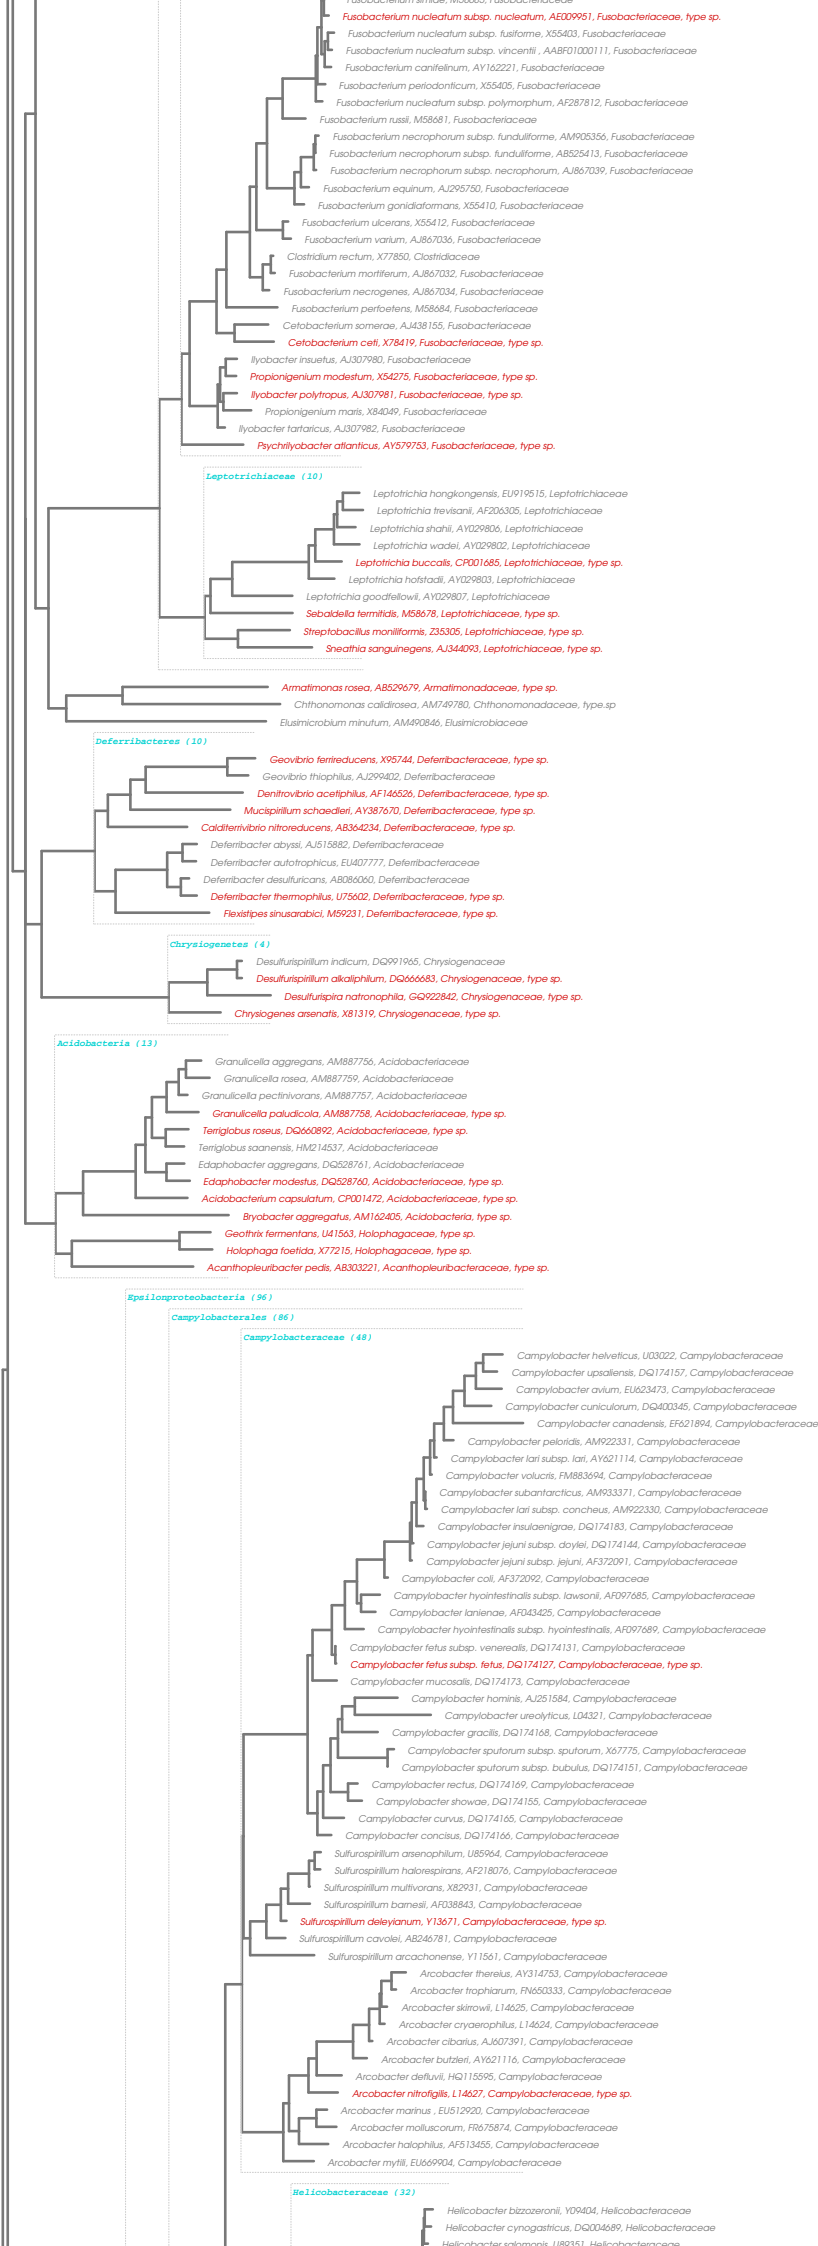 Fusobacterium simiae, M58685, Fusobacteriaceae
Fusobacterium nucleatum subsp. nucleatum, AE009951, Fusobacteriaceae, type sp.
Fusobacterium nucleatum subsp. fusiforme, X55403, Fusobacteriaceae
Fusobacterium nucleatum subsp. vincentii , AABF01000111, Fusobacteriaceae
Fusobacterium canifelinum, AY162221, Fusobacteriaceae
Fusobacterium periodonticum, X55405, Fusobacteriaceae
Fusobacterium nucleatum subsp. polymorphum, AF287812, Fusobacteriaceae
Fusobacterium russii, M58681, Fusobacteriaceae
Fusobacterium necrophorum subsp. funduliforme, AM905356, Fusobacteriaceae
Fusobacterium necrophorum subsp. funduliforme, AB525413, Fusobacteriaceae
Fusobacterium necrophorum subsp. necrophorum, AJ867039, Fusobacteriaceae
Fusobacterium equinum, AJ295750, Fusobacteriaceae
Fusobacterium gonidiaformans, X55410, Fusobacteriaceae
Fusobacterium ulcerans, X55412, Fusobacteriaceae
Fusobacterium varium, AJ867036, Fusobacteriaceae
Clostridium rectum, X77850, Clostridiaceae
Fusobacterium mortiferum, AJ867032, Fusobacteriaceae
Fusobacterium necrogenes, AJ867034, Fusobacteriaceae
Fusobacterium perfoetens, M58684, Fusobacteriaceae
Cetobacterium somerae, AJ438155, Fusobacteriaceae
Cetobacterium ceti, X78419, Fusobacteriaceae, type sp.
Ilyobacter insuetus, AJ307980, Fusobacteriaceae
Propionigenium modestum, X54275, Fusobacteriaceae, type sp.
Ilyobacter polytropus, AJ307981, Fusobacteriaceae, type sp.
Propionigenium maris, X84049, Fusobacteriaceae
Ilyobacter tartaricus, AJ307982, Fusobacteriaceae
Psychrilyobacter atlanticus, AY579753, Fusobacteriaceae, type sp.
Leptotrichiaceae (10)
Leptotrichia hongkongensis, EU919515, Leptotrichiaceae
Leptotrichia trevisanii, AF206305, Leptotrichiaceae
Leptotrichia shahii, AY029806, Leptotrichiaceae
Leptotrichia wadei, AY029802, Leptotrichiaceae
Leptotrichia buccalis, CP001685, Leptotrichiaceae, type sp.
Leptotrichia hofstadii, AY029803, Leptotrichiaceae
Leptotrichia goodfellowii, AY029807, Leptotrichiaceae
Sebaldella termitidis, M58678, Leptotrichiaceae, type sp.
Streptobacillus moniliformis, Z35305, Leptotrichiaceae, type sp.
Sneathia sanguinegens, AJ344093, Leptotrichiaceae, type sp.
Armatimonas rosea, AB529679, Armatimonadaceae, type sp.
Chthonomonas calidirosea, AM749780, Chthonomonadaceae, type.sp
Elusimicrobium minutum, AM490846, Elusimicrobiaceae
Deferribacteres (10)
Geovibrio ferrireducens, X95744, Deferribacteraceae, type sp.
Geovibrio thiophilus, AJ299402, Deferribacteraceae
Denitrovibrio acetiphilus, AF146526, Deferribacteraceae, type sp.
Mucispirillum schaedleri, AY387670, Deferribacteraceae, type sp.
Calditerrivibrio nitroreducens, AB364234, Deferribacteraceae, type sp.
Deferribacter abyssi, AJ515882, Deferribacteraceae
Deferribacter autotrophicus, EU407777, Deferribacteraceae
Deferribacter desulfuricans, AB086060, Deferribacteraceae
Deferribacter thermophilus, U75602, Deferribacteraceae, type sp.
Flexistipes sinusarabici, M59231, Deferribacteraceae, type sp.
Chrysiogenetes (4)
Desulfurispirillum indicum, DQ991965, Chrysiogenaceae
Desulfurispirillum alkaliphilum, DQ666683, Chrysiogenaceae, type sp.
Desulfurispira natronophila, GQ922842, Chrysiogenaceae, type sp.
Chrysiogenes arsenatis, X81319, Chrysiogenaceae, type sp.
Acidobacteria (13)
Granulicella aggregans, AM887756, Acidobacteriaceae
Granulicella rosea, AM887759, Acidobacteriaceae
Granulicella pectinivorans, AM887757, Acidobacteriaceae
Granulicella paludicola, AM887758, Acidobacteriaceae, type sp.
Terriglobus roseus, DQ660892, Acidobacteriaceae, type sp.
Terriglobus saanensis, HM214537, Acidobacteriaceae
Edaphobacter aggregans, DQ528761, Acidobacteriaceae
Edaphobacter modestus, DQ528760, Acidobacteriaceae, type sp.
Acidobacterium capsulatum, CP001472, Acidobacteriaceae, type sp.
Bryobacter aggregatus, AM162405, Acidobacteria, type sp.
Geothrix fermentans, U41563, Holophagaceae, type sp.
Holophaga foetida, X77215, Holophagaceae, type sp.
Acanthopleuribacter pedis, AB303221, Acanthopleuribacteraceae, type sp.
Epsilonproteobacteria (96)
Campylobacterales (86)
Campylobacteraceae (48)
Campylobacter helveticus, U03022, Campylobacteraceae
Campylobacter upsaliensis, DQ174157, Campylobacteraceae
Campylobacter avium, EU623473, Campylobacteraceae
Campylobacter cuniculorum, DQ400345, Campylobacteraceae
Campylobacter canadensis, EF621894, Campylobacteraceae
Campylobacter peloridis, AM922331, Campylobacteraceae
Campylobacter lari subsp. lari, AY621114, Campylobacteraceae
Campylobacter volucris, FM883694, Campylobacteraceae
Campylobacter subantarcticus, AM933371, Campylobacteraceae
Campylobacter lari subsp. concheus, AM922330, Campylobacteraceae
Campylobacter insulaenigrae, DQ174183, Campylobacteraceae
Campylobacter jejuni subsp. doylei, DQ174144, Campylobacteraceae
Campylobacter jejuni subsp. jejuni, AF372091, Campylobacteraceae
Campylobacter coli, AF372092, Campylobacteraceae
Campylobacter hyointestinalis subsp. lawsonii, AF097685, Campylobacteraceae
Campylobacter lanienae, AF043425, Campylobacteraceae
Campylobacter hyointestinalis subsp. hyointestinalis, AF097689, Campylobacteraceae
Campylobacter fetus subsp. venerealis, DQ174131, Campylobacteraceae
Campylobacter fetus subsp. fetus, DQ174127, Campylobacteraceae, type sp.
Campylobacter mucosalis, DQ174173, Campylobacteraceae
Campylobacter hominis, AJ251584, Campylobacteraceae
Campylobacter ureolyticus, L04321, Campylobacteraceae
Campylobacter gracilis, DQ174168, Campylobacteraceae
Campylobacter sputorum subsp. sputorum, X67775, Campylobacteraceae
Campylobacter sputorum subsp. bubulus, DQ174151, Campylobacteraceae
Campylobacter rectus, DQ174169, Campylobacteraceae
Campylobacter showae, DQ174155, Campylobacteraceae
Campylobacter curvus, DQ174165, Campylobacteraceae
Campylobacter concisus, DQ174166, Campylobacteraceae
Sulfurospirillum arsenophilum, U85964, Campylobacteraceae
Sulfurospirillum halorespirans, AF218076, Campylobacteraceae
Sulfurospirillum multivorans, X82931, Campylobacteraceae
Sulfurospirillum barnesii, AF038843, Campylobacteraceae
Sulfurospirillum deleyianum, Y13671, Campylobacteraceae, type sp.
Sulfurospirillum cavolei, AB246781, Campylobacteraceae
Sulfurospirillum arcachonense, Y11561, Campylobacteraceae
Arcobacter thereius, AY314753, Campylobacteraceae
Arcobacter trophiarum, FN650333, Campylobacteraceae
Arcobacter skirrowii, L14625, Campylobacteraceae
Arcobacter cryaerophilus, L14624, Campylobacteraceae
Arcobacter cibarius, AJ607391, Campylobacteraceae
Arcobacter butzleri, AY621116, Campylobacteraceae
Arcobacter defluvii, HQ115595, Campylobacteraceae
Arcobacter nitrofigilis, L14627, Campylobacteraceae, type sp.
Arcobacter marinus , EU512920, Campylobacteraceae
Arcobacter molluscorum, FR675874, Campylobacteraceae
Arcobacter halophilus, AF513455, Campylobacteraceae
Arcobacter mytili, EU669904, Campylobacteraceae
Helicobacteraceae (32)
Helicobacter bizzozeronii, Y09404, Helicobacteraceae
Helicobacter cynogastricus, DQ004689, Helicobacteraceae
Helicobacter salomonis, U89351, Helicobacteraceae